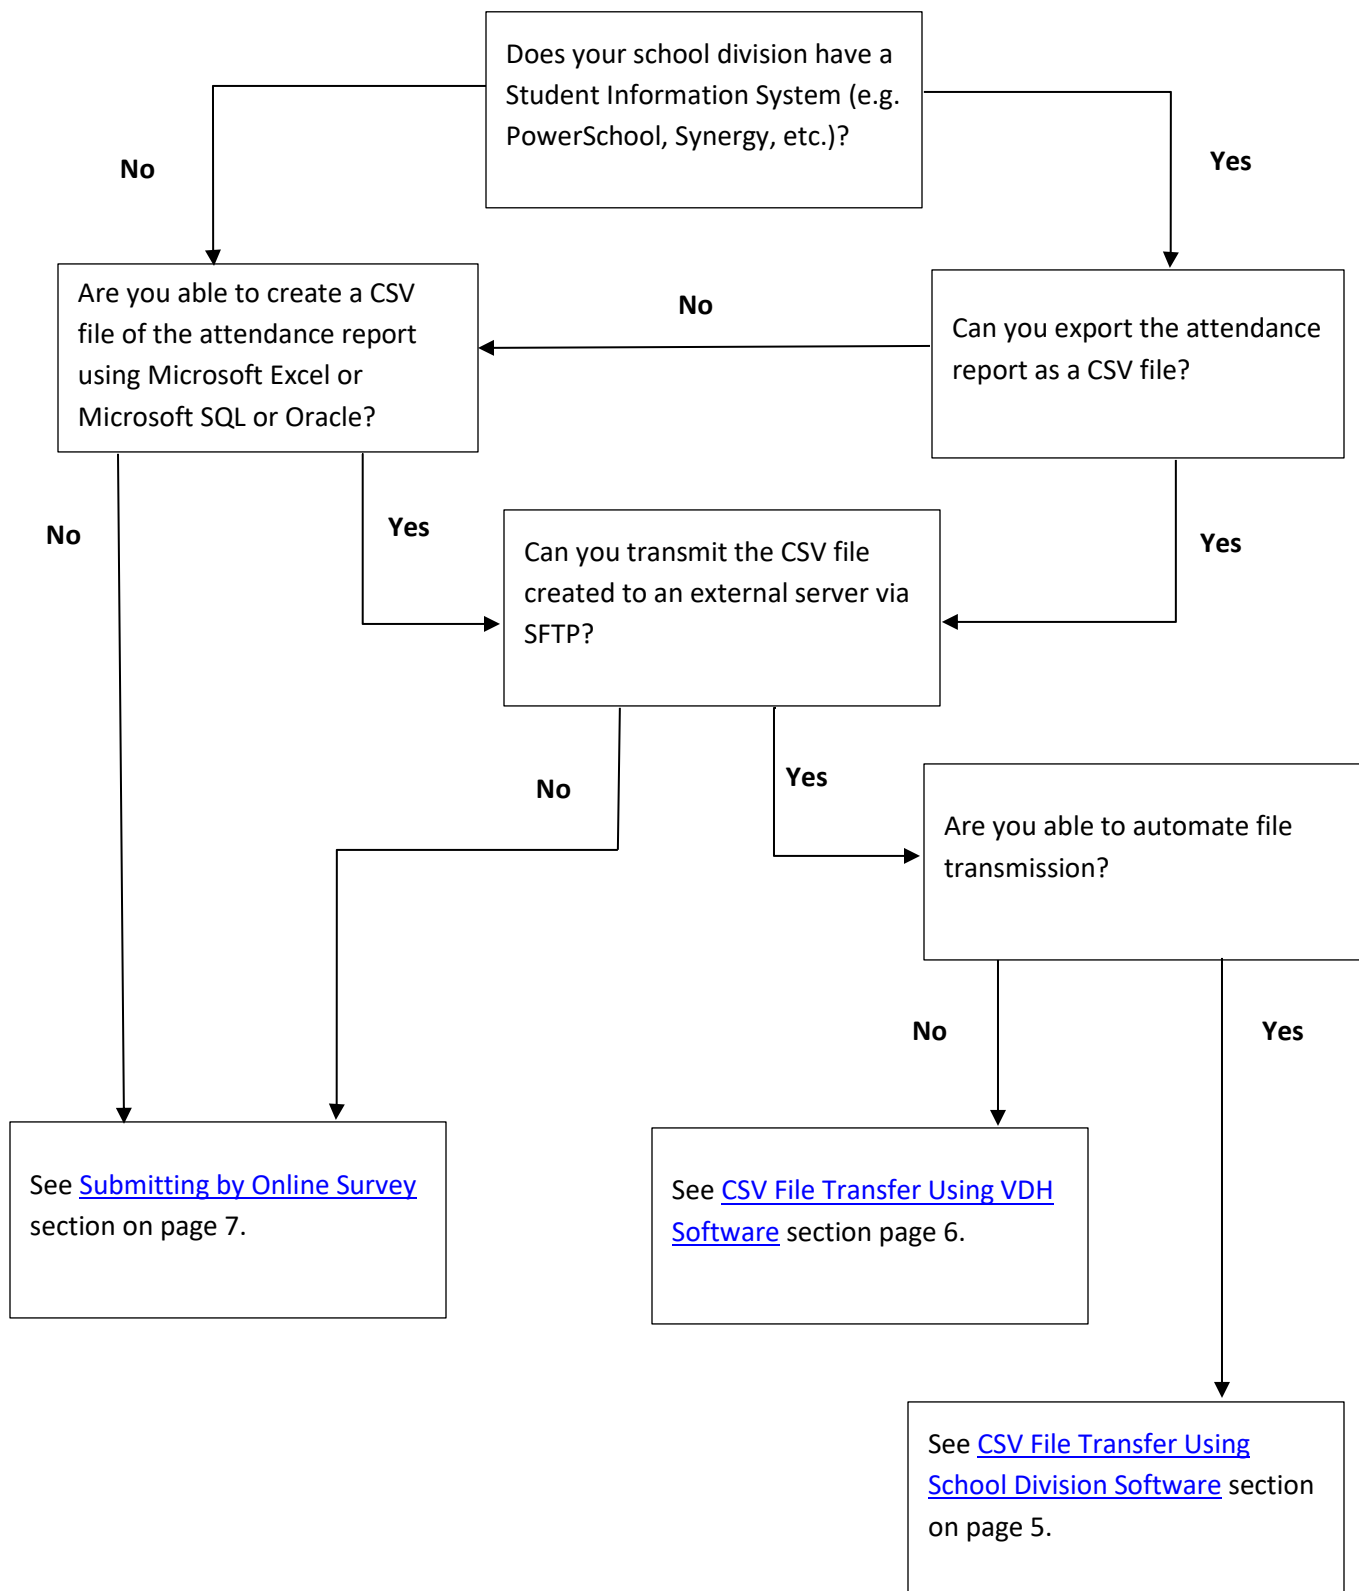 Does your school division have a
Student Information System (e.g.
PowerSchool, Synergy, etc.)?
No
Yes
Are you able to create a CSV
file of the attendance report
using Microsoft Excel or
Microsoft SQL or Oracle?
No
Can you export the attendance
report as a CSV file?
No
Yes
Can you transmit the CSV file
created to an external server via
SFTP?
Yes
No
Yes
Are you able to automate file
transmission?
No
Yes
See Submitting by Online Survey
section on page 7.
See CSV File Transfer Using VDH
Software section page 6.
See CSV File Transfer Using
School Division Software section
on page 5.